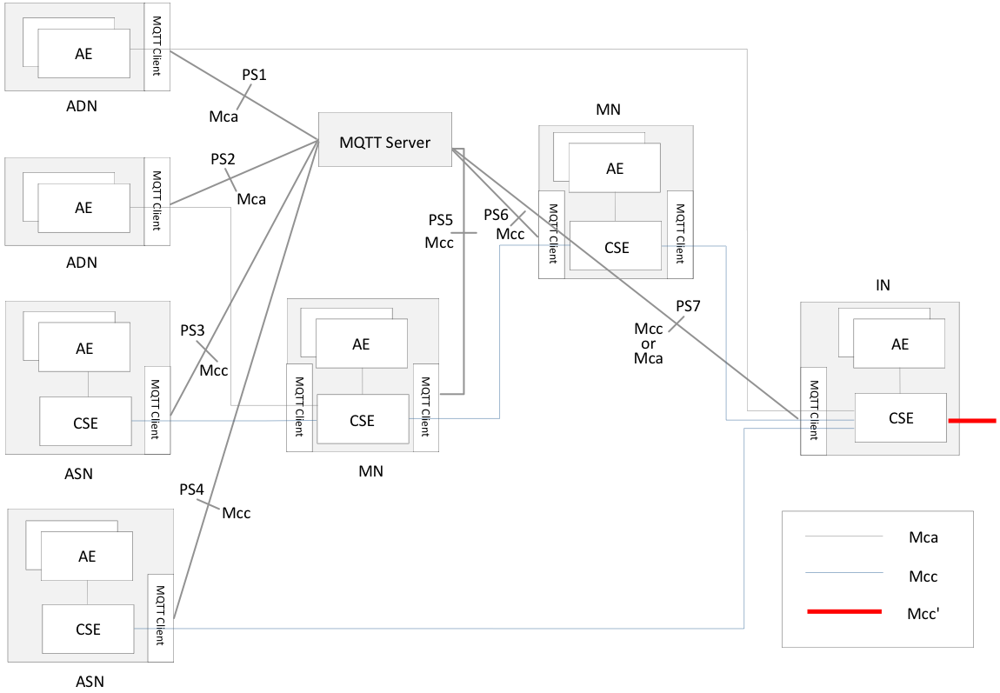 AE
MQTT Client
ADN
PS1
Mca
AE
MQTT Client
ADN
PS2
Mca
MQTT Server
MN
AE
MQTT Client
CSE
MQTT Client
PS5
Mcc
PS6
Mcc
AE
CSE
MQTT Client
ASN
PS3
Mcc
AE
MQTT Client
CSE
MQTT Client
MN
PS7
Mcc
or
Mca
IN
AE
MQTT Client
CSE
PS4
Mcc
AE
CSE
MQTT Client
ASN
Mca
Mcc
Mcc'